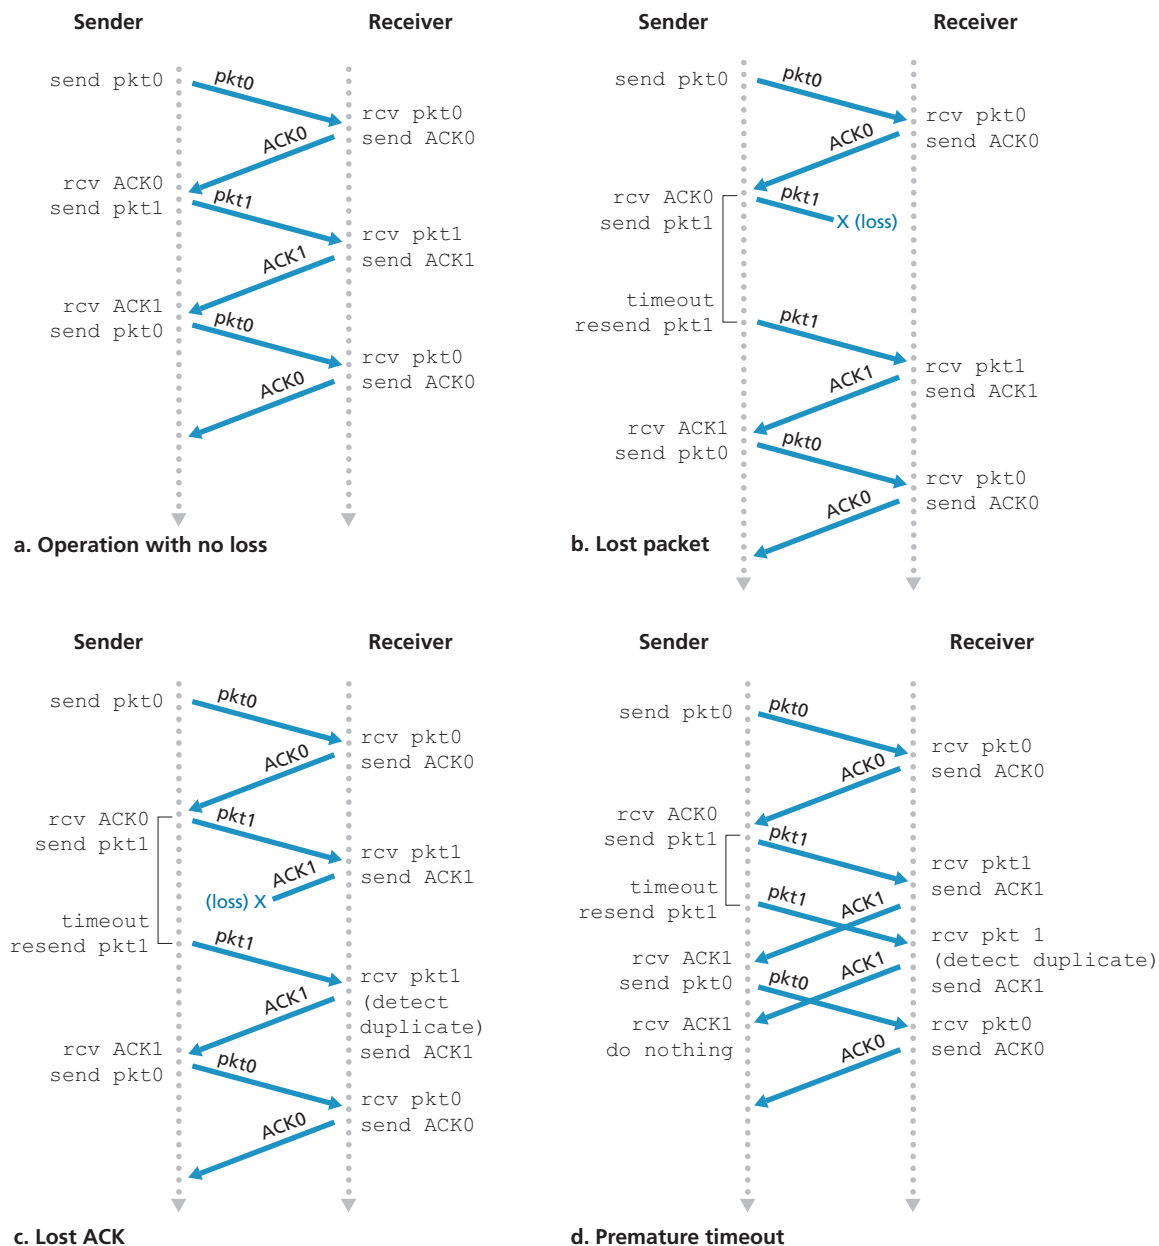 Sender
Receiver
send pkt0
pkt0
rcv pkt0
send ACK0
ACK0
rcv ACK0
send pkt1
pkt1
rcv pkt1
send ACK1
ACK1
rcv ACK1
send pkt0
pkt0
rcv pkt0
send ACK0
ACK0
a. Operation with no loss
Sender
Receiver
send pkt0
pkt0
rcv pkt0
send ACK0
ACK0
rcv ACK0
send pkt1
pkt1
X (loss)
timeout
resend pkt1
pkt1
rcv pkt1
send ACK1
ACK1
rcv ACK1
send pkt0
pkt0
rcv pkt0
send ACK0
ACK0
b. Lost packet
Sender
Receiver
send pkt0
pkt0
rcv pkt0
send ACK0
ACK0
rcv ACK0
send pkt1
pkt1
rcv pkt1
send ACK1
ACK1
(loss) X
timeout
resend pkt1
pkt1
rcv pkt1
(detect
duplicate)
send ACK1
ACK1
rcv ACK1
send pkt0
pkt0
rcv pkt0
send ACK0
ACK0
c. Lost ACK
Sender
Receiver
send pkt0
pkt0
rcv pkt0
send ACK0
ACK0
rcv ACK0
send pkt1
pkt1
rcv pkt1
send ACK1
ACK1
timeout
resend pkt1
pkt1
rcv pkt 1
(detect duplicate)
send ACK1
ACK1
rcv ACK1
send pkt0
pkt0
rcv ACK1
do nothing
rcv pkt0
send ACK0
ACK0
d. Premature timeout